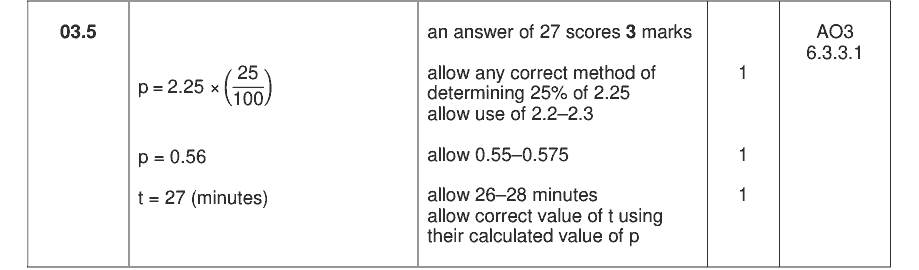 03.5
an answer of 27 scores 3 marks
AO3
6.3.3.1
p = 2.25 × (25/100)
allow any correct method of
determining 25% of 2.25
allow use of 2.2–2.3
1
p = 0.56
allow 0.55–0.575
1
t = 27 (minutes)
allow 26–28 minutes
allow correct value of t using
their calculated value of p
1